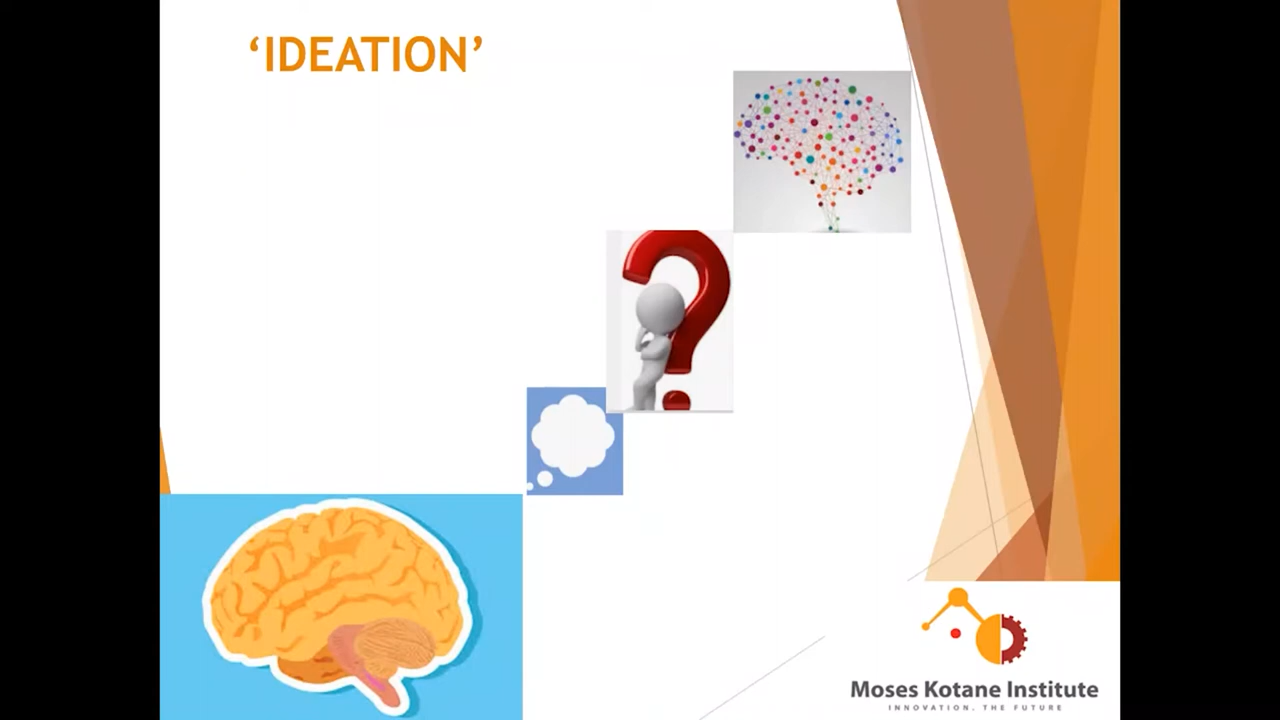 ‘IDEATION’
Moses Kotane Institute
INNOVATION. THE FUTURE